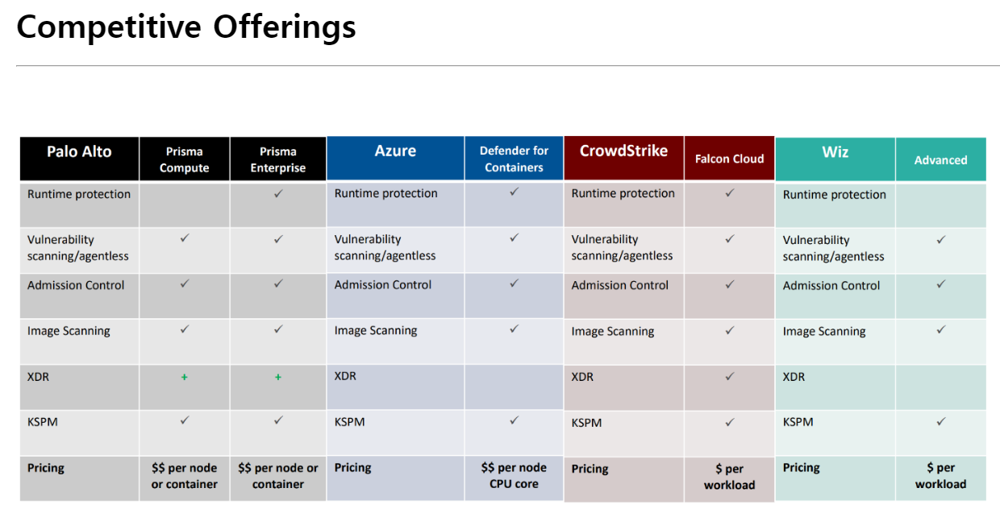 Competitive Offerings
Palo Alto Prisma Compute Prisma Enterprise Azure Defender for Containers CrowdStrike Falcon Cloud Wiz Advanced
Runtime protection ✓ Runtime protection ✓ Runtime protection ✓ Runtime protection
Vulnerability scanning/agentless ✓ ✓ Vulnerability scanning/agentless ✓ Vulnerability scanning/agentless ✓ Vulnerability scanning/agentless ✓
Admission Control ✓ ✓ Admission Control ✓ Admission Control ✓ Admission Control ✓
Image Scanning ✓ ✓ Image Scanning ✓ Image Scanning ✓ Image Scanning ✓
XDR + + XDR XDR ✓ XDR
KSPM ✓ ✓ KSPM ✓ KSPM ✓ KSPM ✓
Pricing $$ per node or container $$ per node or container Pricing $$ per node CPU core Pricing $ per workload Pricing $ per workload